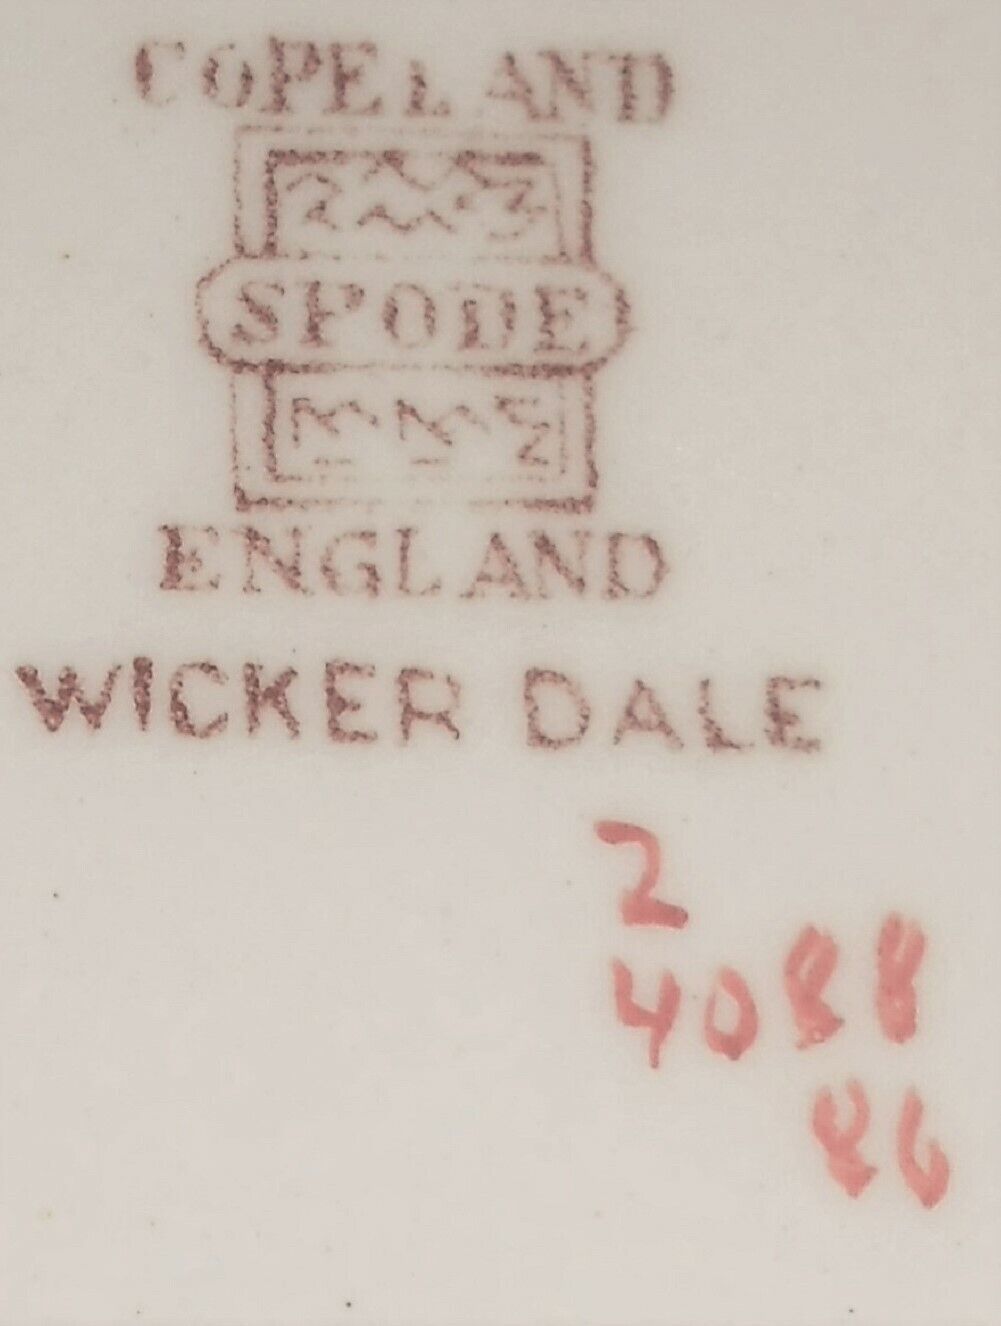 COPELAND
SPODE
ENGLAND
WICKER DALE
2
4088
86